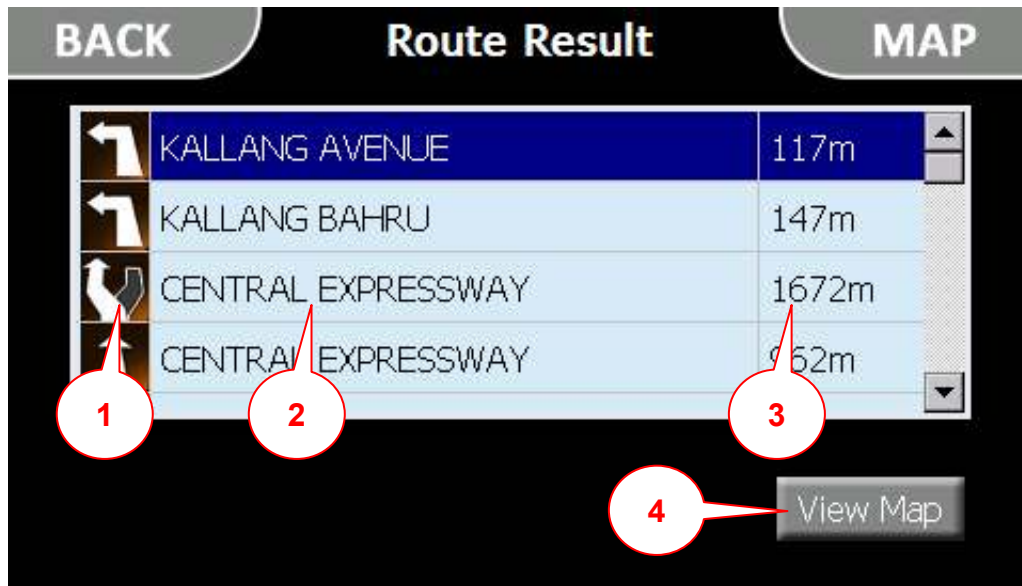 BACK Route Result MAP
KALLANG AVENUE 117m
KALLANG BAHRU 147m
CENTRAL EXPRESSWAY 1672m
CENTRAL EXPRESSWAY 962m
1 2 3
4 View Map